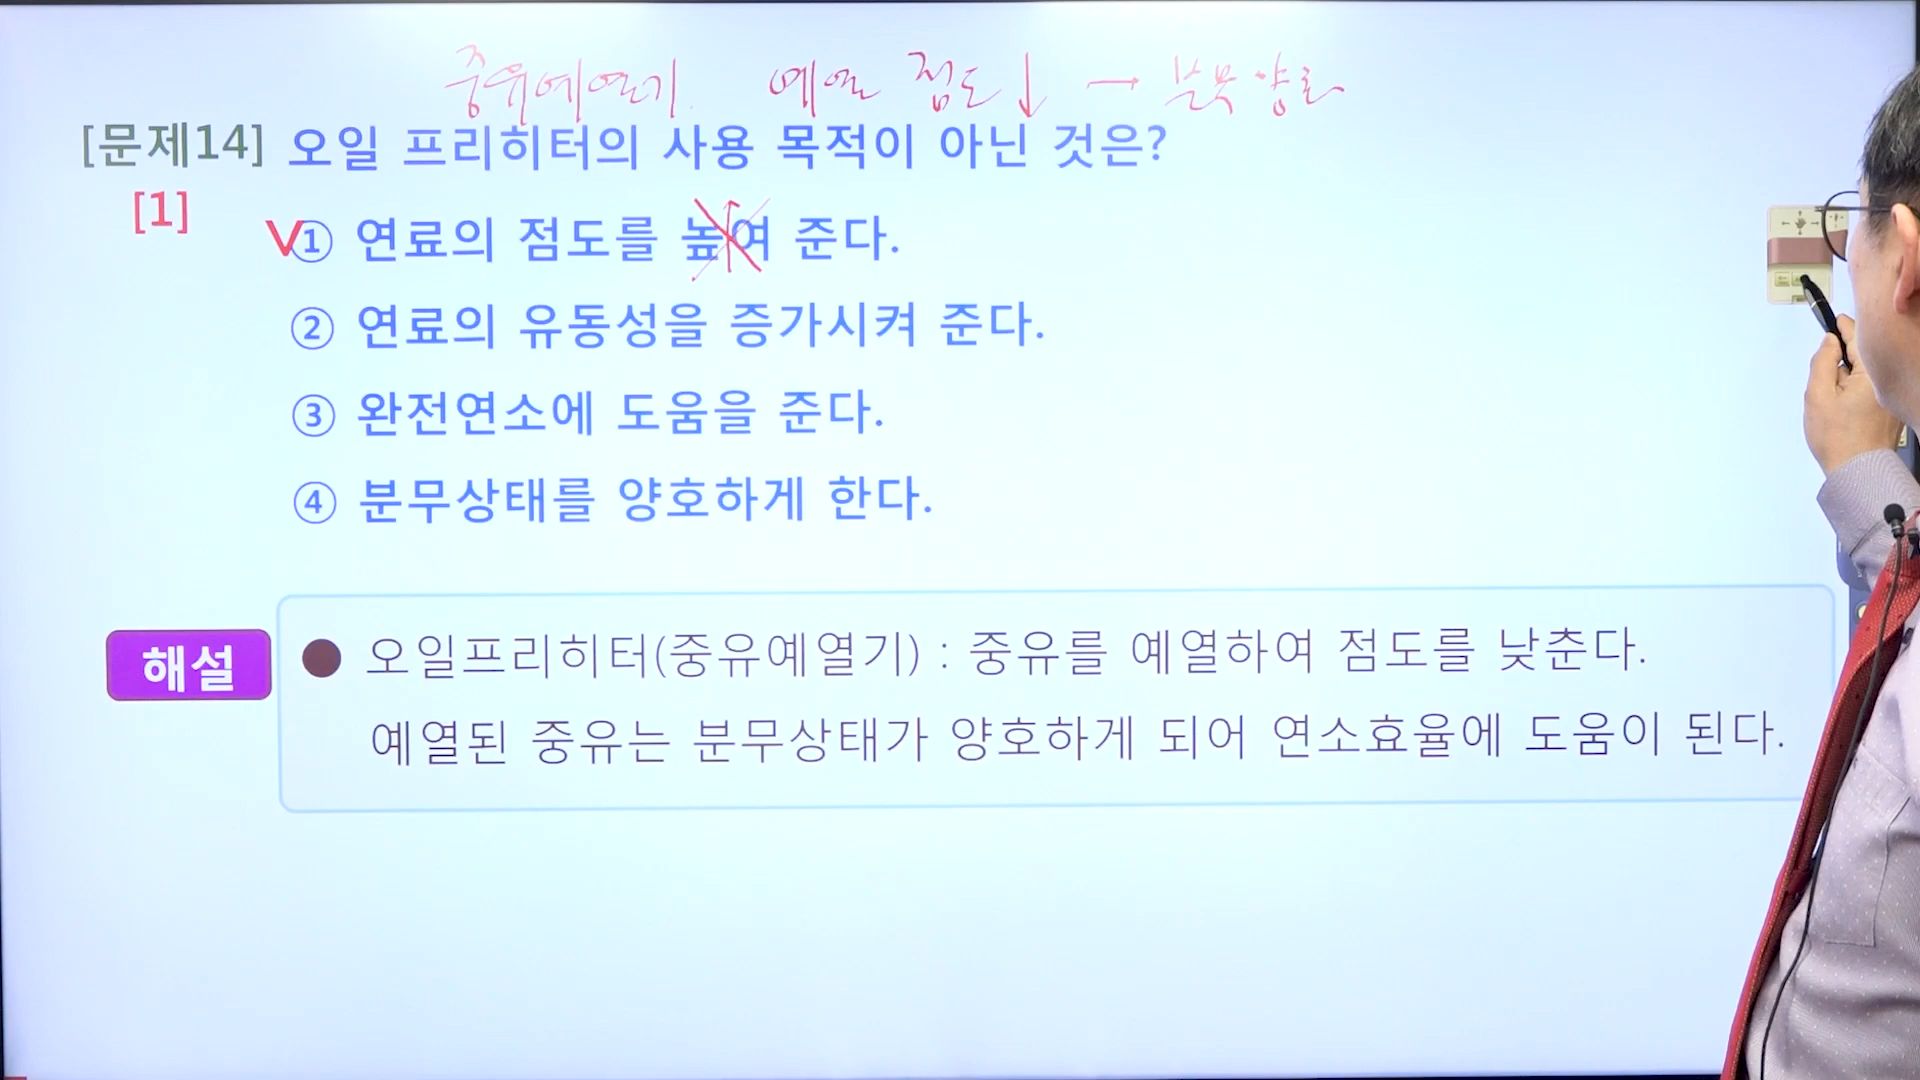 중유예열기 예열 점도↓ → 분무 양호
[문제14] 오일 프리히터의 사용 목적이 아닌 것은?
[1]
V① 연료의 점도를 높여 준다.
② 연료의 유동성을 증가시켜 준다.
③ 완전연소에 도움을 준다.
④ 분무상태를 양호하게 한다.
해설
● 오일프리히터(중유예열기) : 중유를 예열하여 점도를 낮춘다.
예열된 중유는 분무상태가 양호하게 되어 연소효율에 도움이 된다.